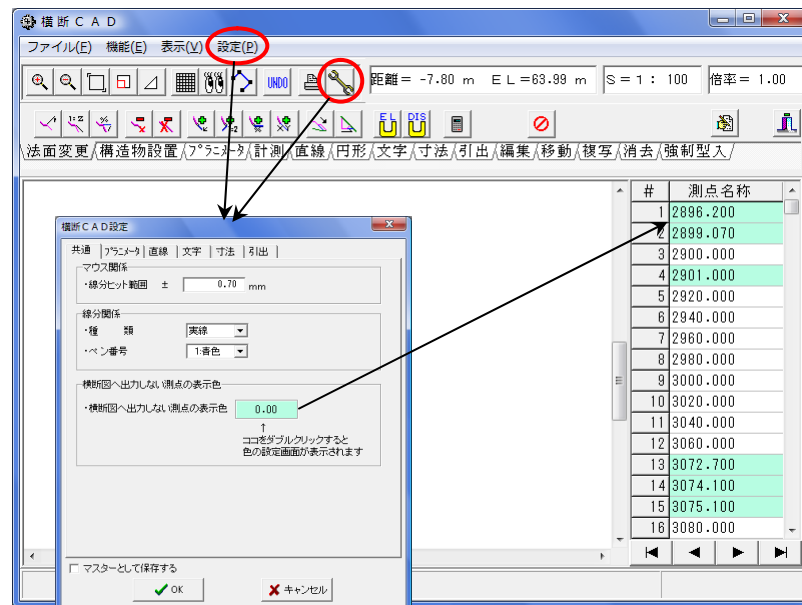 横断CAD
ファイル(F) 機能(E) 表示(V) 設定(P)
UNDO 距離= -7.80 m EL=63.99 m S=1: 100 倍率= 1.00
EL DIS
法面変更 構造物設置 プラニメータ 計測 直線 円形 文字 寸法 引出 編集 移動 複写 消去 強制型入
# 測点名称
1 2896.200
2 2899.070
3 2900.000
4 2901.000
5 2920.000
6 2940.000
7 2960.000
8 2980.000
9 3000.000
10 3020.000
11 3040.000
12 3060.000
13 3072.700
14 3074.100
15 3075.100
16 3080.000
横断CAD設定
共通 プラニメータ 直線 文字 寸法 引出
マウス関係
・線分ヒット範囲 ± 0.70 mm
線分関係
・種 類 実線
・ペン番号 1:青色
横断図へ出力しない測点の表示色
・横断図へ出力しない測点の表示色 0.00
↑
ココをダブルクリックすると
色の設定画面が表示されます
マスターとして保存する
OK キャンセル